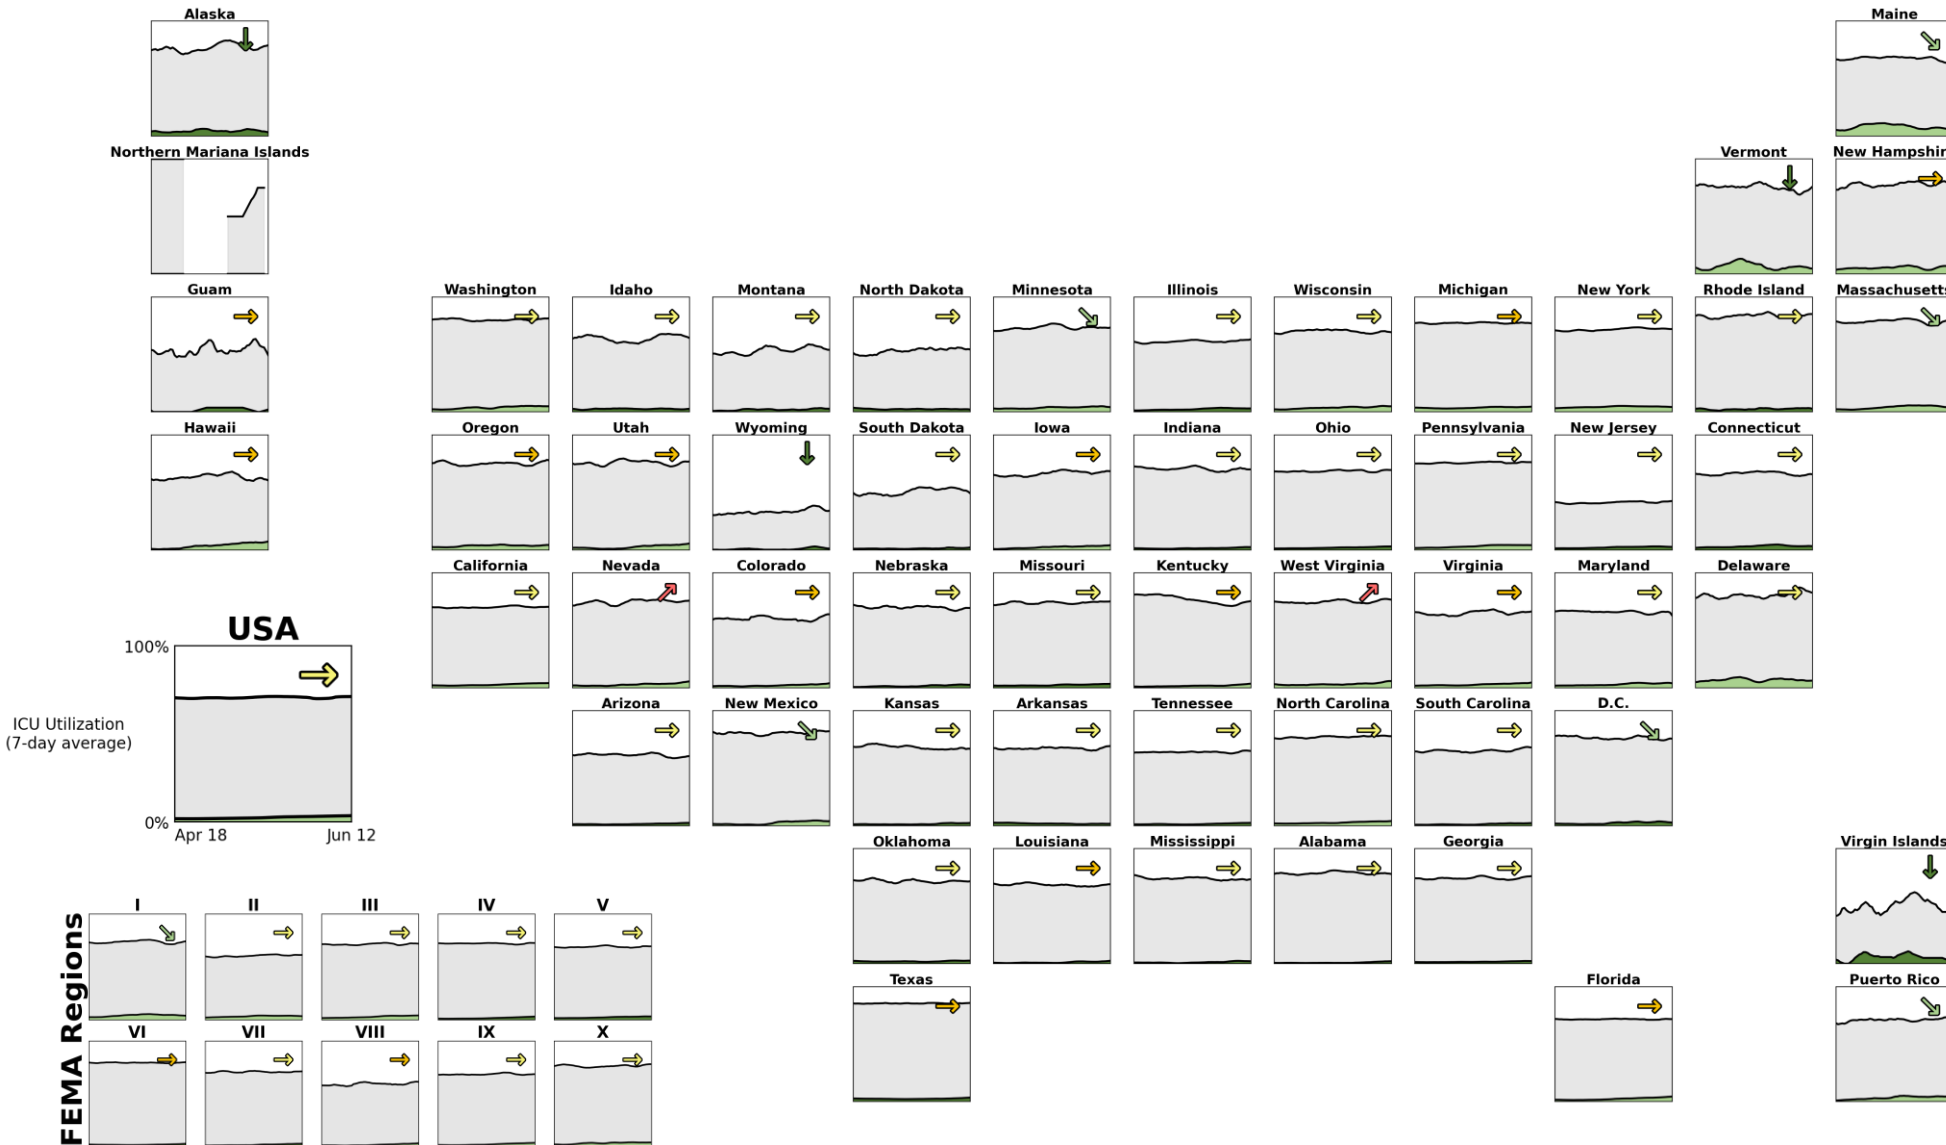 Alaska
Maine
Northern Mariana Islands
Vermont
New Hampshir
Guam
Washington
Idaho
Montana
North Dakota
Minnesota
Illinois
Wisconsin
Michigan
New York
Rhode Island
Massachusetts
Hawaii
Oregon
Utah
Wyoming
South Dakota
Iowa
Indiana
Ohio
Pennsylvania
New Jersey
Connecticut
California
Nevada
Colorado
Nebraska
Missouri
Kentucky
West Virginia
Virginia
Maryland
Delaware
USA
100%
ICU Utilization
(7-day average)
0%
Apr 18
Jun 12
Arizona
New Mexico
Kansas
Arkansas
Tennessee
North Carolina
South Carolina
D.C.
Oklahoma
Louisiana
Mississippi
Alabama
Georgia
Virgin Islands
FEMA Regions
I
II
III
IV
V
VI
VII
VIII
IX
X
Texas
Florida
Puerto Rico